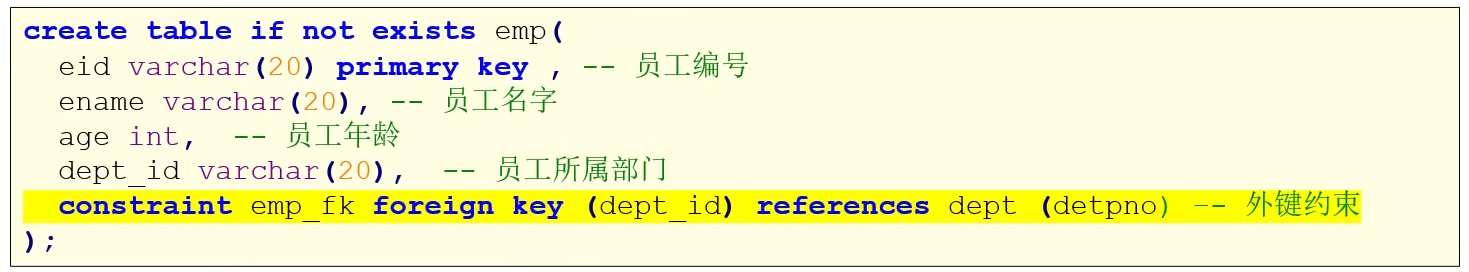 create table if not exists emp(
eid varchar(20) primary key , -- 员工编号
ename varchar(20), -- 员工名字
age int, -- 员工年龄
dept_id varchar(20), -- 员工所属部门
constraint emp_fk foreign key (dept_id) references dept (detpno) –- 外键约束
);